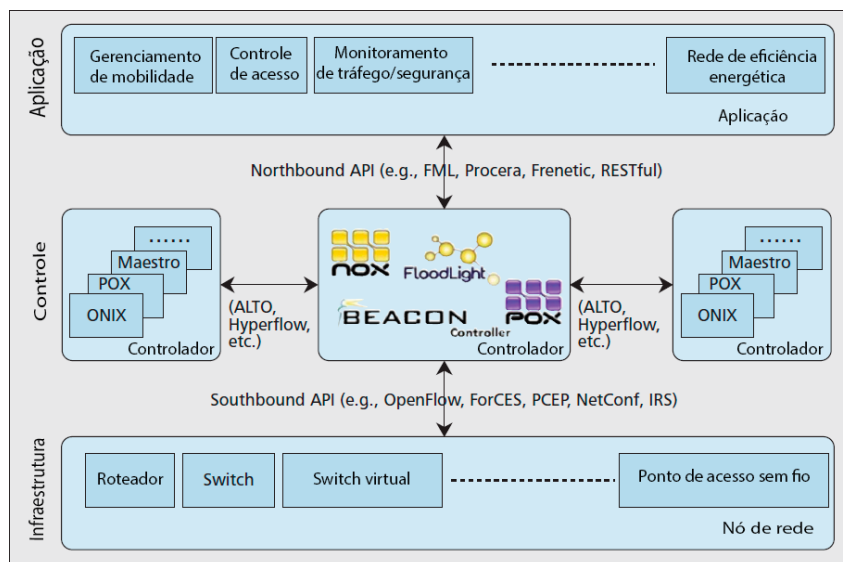 Aplicação
Gerenciamento
de mobilidade
Controle
de acesso
Monitoramento
de tráfego/segurança
Rede de eficiência
energética
Aplicação
Northbound API (e.g., FML, Procera, Frenetic, RESTful)
Controle
......
Maestro
POX
ONIX
Controlador
(ALTO,
Hyperflow,
etc.)
nox
FloodLight
BEACON
Controller
POX
Controlador
(ALTO,
Hyperflow,
etc.)
......
Maestro
POX
ONIX
Controlador
Southbound API (e.g., OpenFlow, ForCES, PCEP, NetConf, IRS)
Infraestrutura
Roteador
Switch
Switch virtual
Ponto de acesso sem fio
Nó de rede